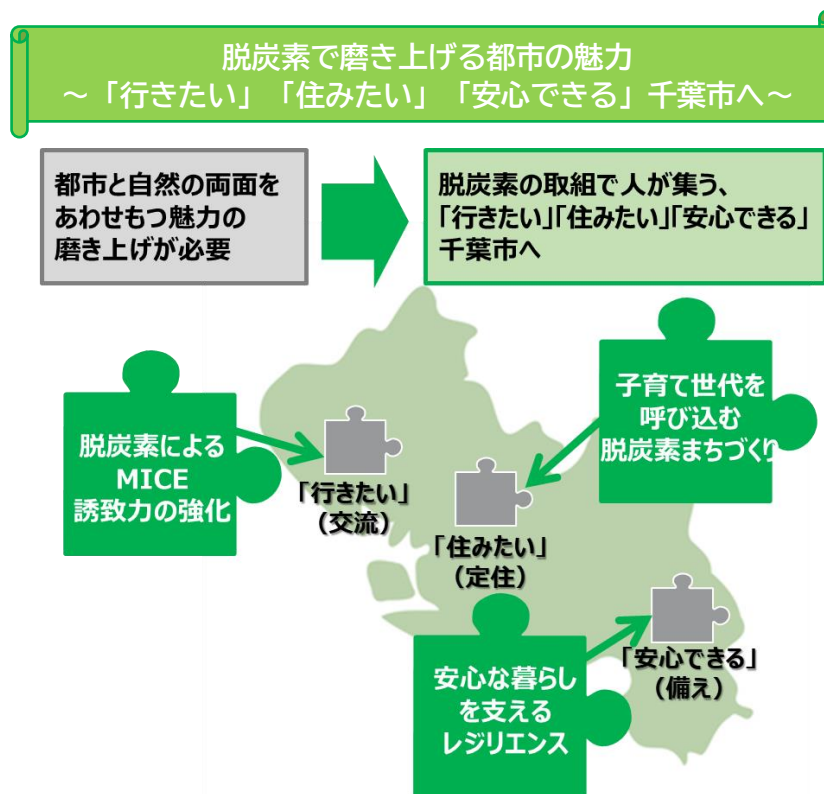 脱炭素で磨き上げる都市の魅力
～「行きたい」「住みたい」「安心できる」千葉市へ～
都市と自然の両面を
あわせもつ魅力の
磨き上げが必要
脱炭素の取組で人が集う、
「行きたい」「住みたい」「安心できる」
千葉市へ
子育て世代を
呼び込む
脱炭素まちづくり
脱炭素による
MICE
誘致力の強化
「行きたい」
（交流）
「住みたい」
（定住）
「安心できる」
（備え）
安心な暮らし
を支える
レジリエンス